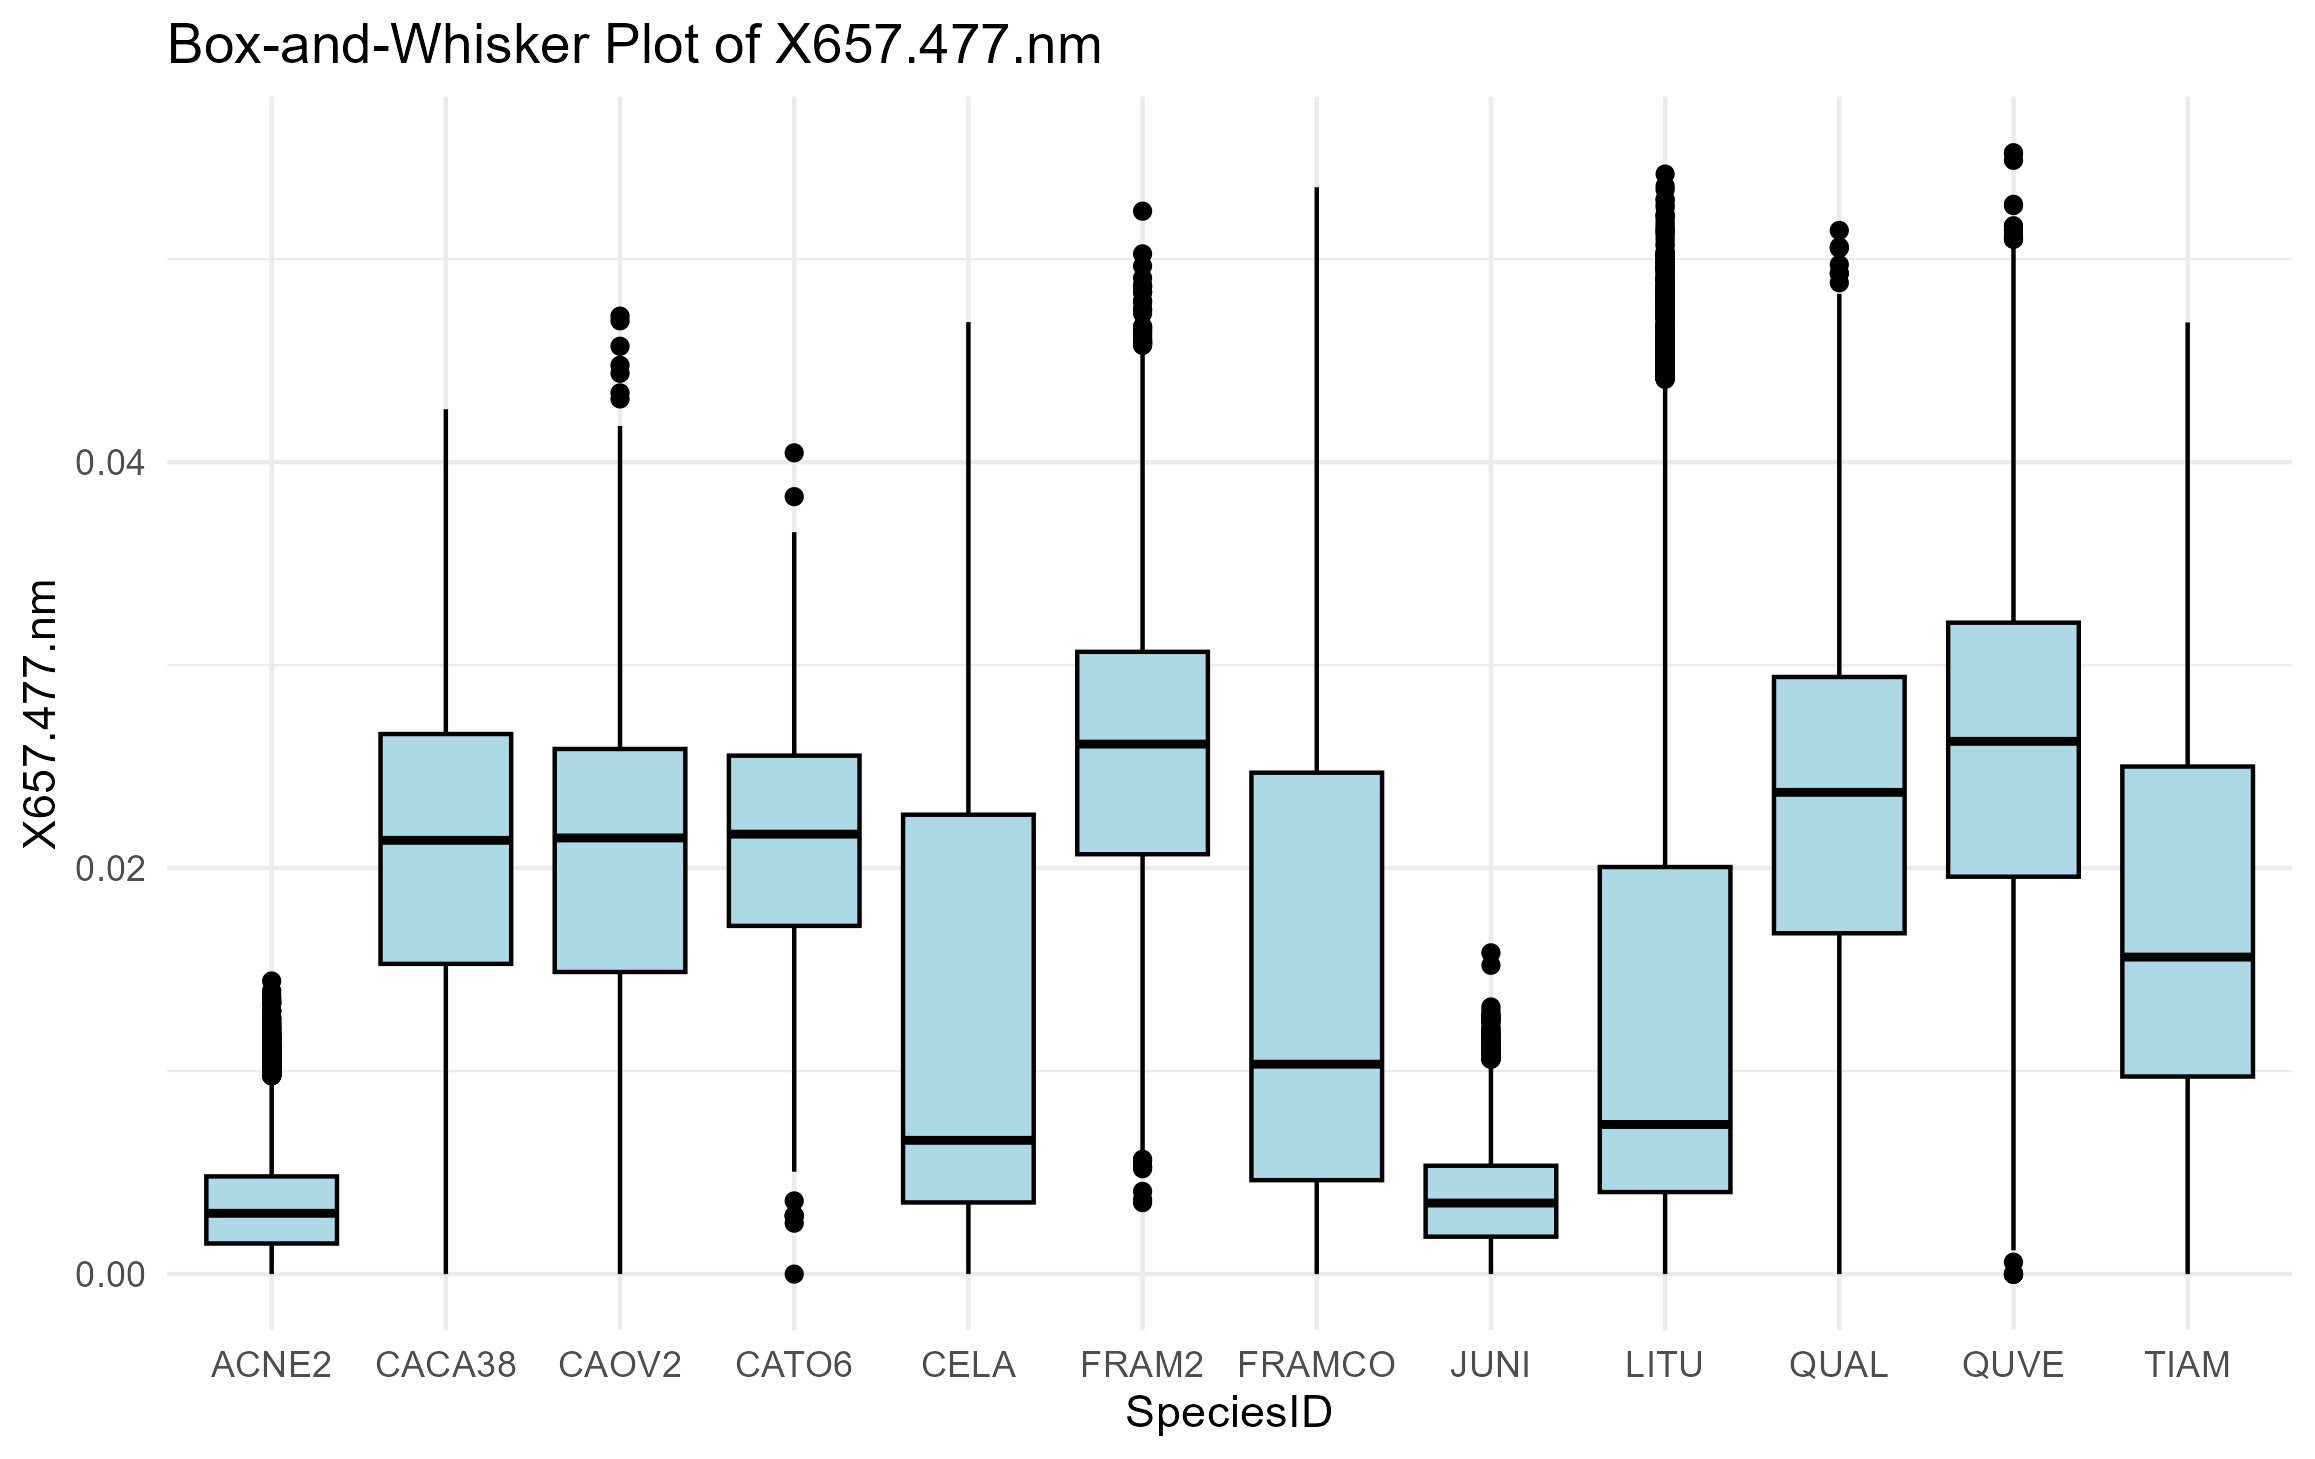 Box-and-Whisker Plot of X657.477.nm
X657.477.nm
0.04
0.02
0.00
ACNE2 CACA38 CAOV2 CATO6 CELA FRAM2 FRAMCO JUNI LITU QUAL QUVE TIAM
SpeciesID